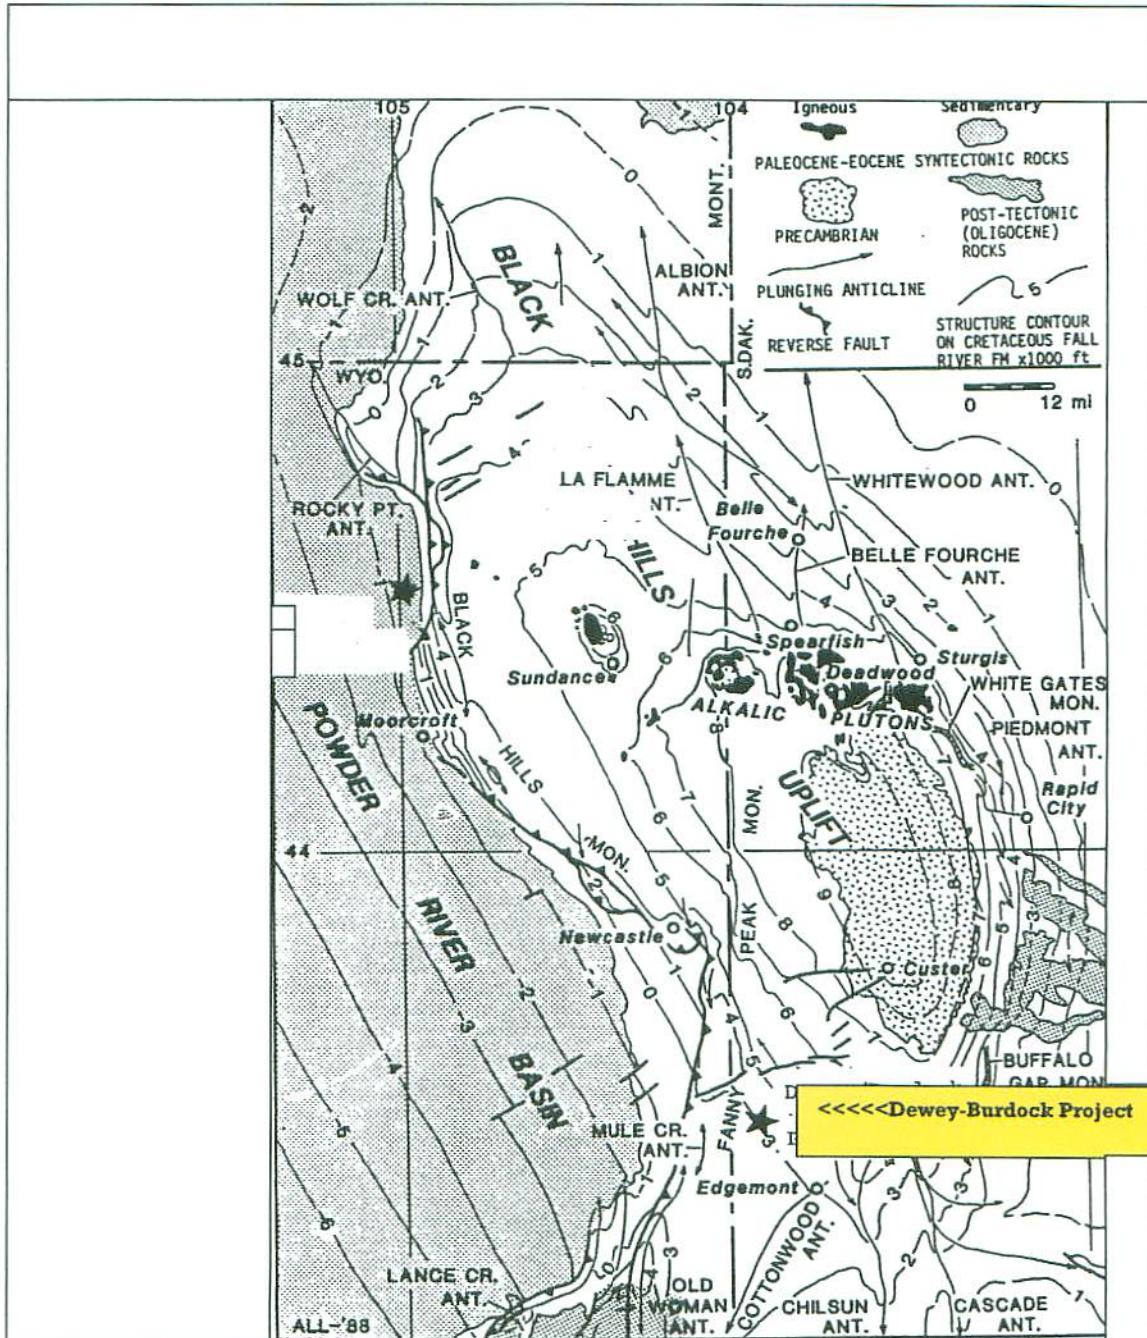 105
104
Igneous
Sedimentary
PALEOCENE-EOCENE SYNTECTONIC ROCKS
PRECAMBRIAN
POST-TECTONIC
(OLIGOCENE)
ROCKS
PLUNGING ANTICLINE
5
REVERSE FAULT
STRUCTURE CONTOUR
ON CRETACEOUS FALL
RIVER FM x1000 ft
0 12 mi
MONT.
S.DAK.
45
WYO.
BLACK
HILLS
UPLIFT
WOLF CR. ANT.
ALBION
ANT.
ROCKY PT.
ANT.
LA FLAMME
NT.
Belle
Fourche
WHITEWOOD ANT.
BELLE FOURCHE
ANT.
BLACK
HILLS
MON.
Sundance
Spearfish
Sturgis
Deadwood
ALKALIC
PLUTONS
WHITE GATES
MON.
PIEDMONT
ANT.
Rapid
City
Moorcroft
POWDER
RIVER
BASIN
44
MON.
PEAK
FANNY
Newcastle
Custer
BUFFALO
GAP MON
<<<<<Dewey-Burdock Project
MULE CR.
ANT.
Edgemont
COTTONWOOD
ANT.
LANCE CR.
ANT.
OLD
WOMAN
ANT.
CHILSUN
ANT.
CASCADE
ANT.
ALL-'88